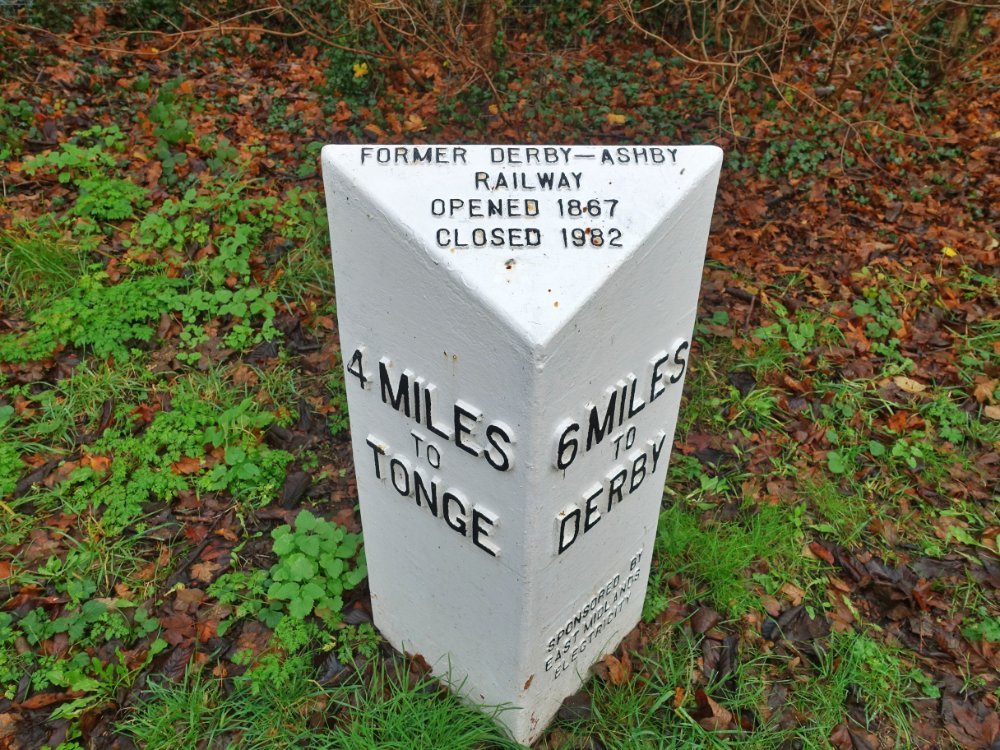 FORMER DERBY—ASHBY
RAILWAY
OPENED 1867
CLOSED 1982
4 MILES
TO
TONGE
6 MILES
TO
DERBY
SPONSORED BY
EAST MIDLANDS
ELECTRICITY